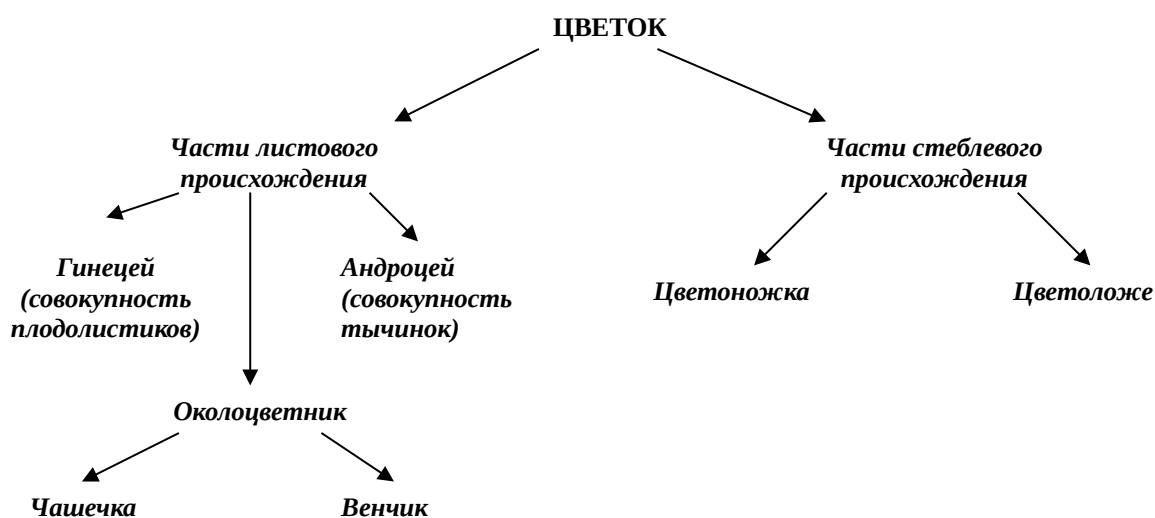 ЦВЕТОК
Части листового
происхождения
Части стеблевого
происхождения
Гинецей
(совокупность
плодолистиков)
Андроцей
(совокупность
тычинок)
Цветоножка
Цветоложе
Околоцветник
Чашечка
Венчик